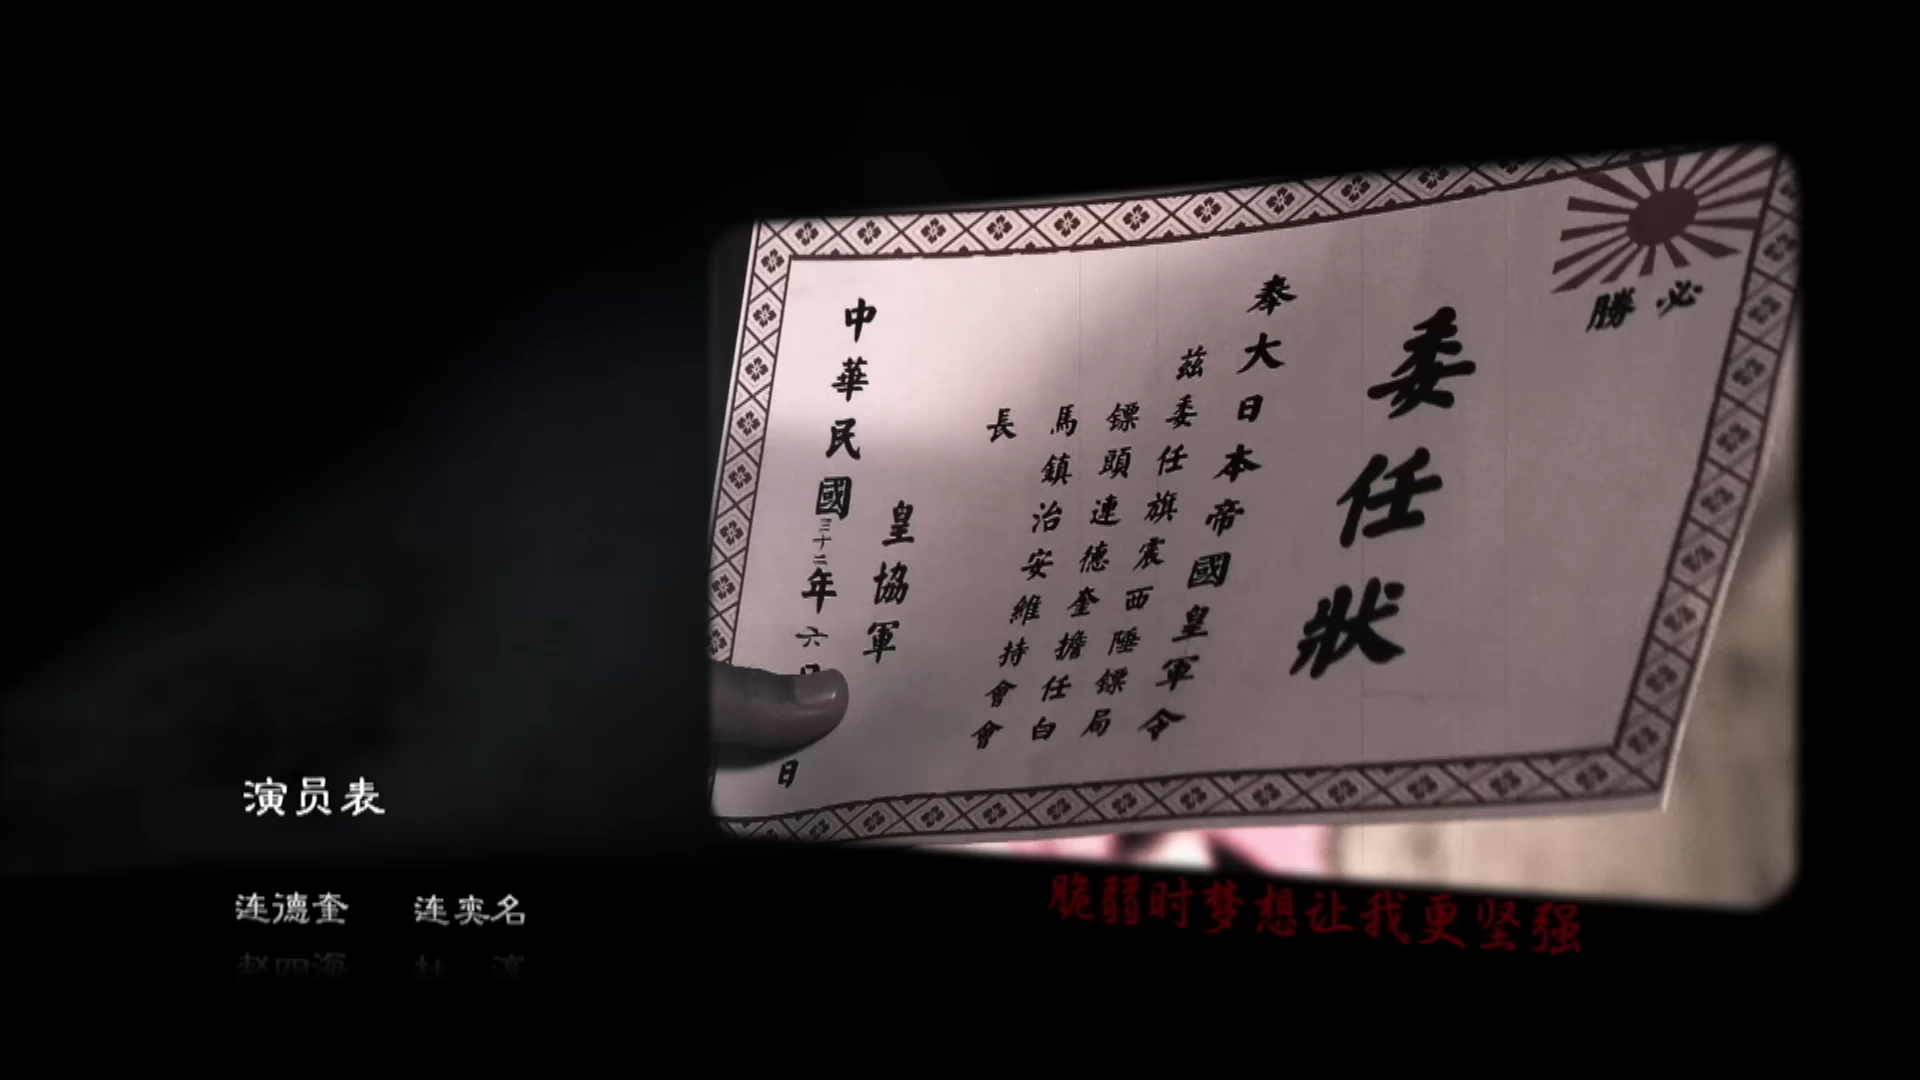 必勝
委任狀
奉大日本帝國皇軍令
茲委任旗震西陲鏢局
鏢頭連德奎擔任白
馬鎮治安維持會會
長
皇協軍
中華民國三十二年六月日
演员表
连德奎 连奕名
脆弱时梦想让我更坚强